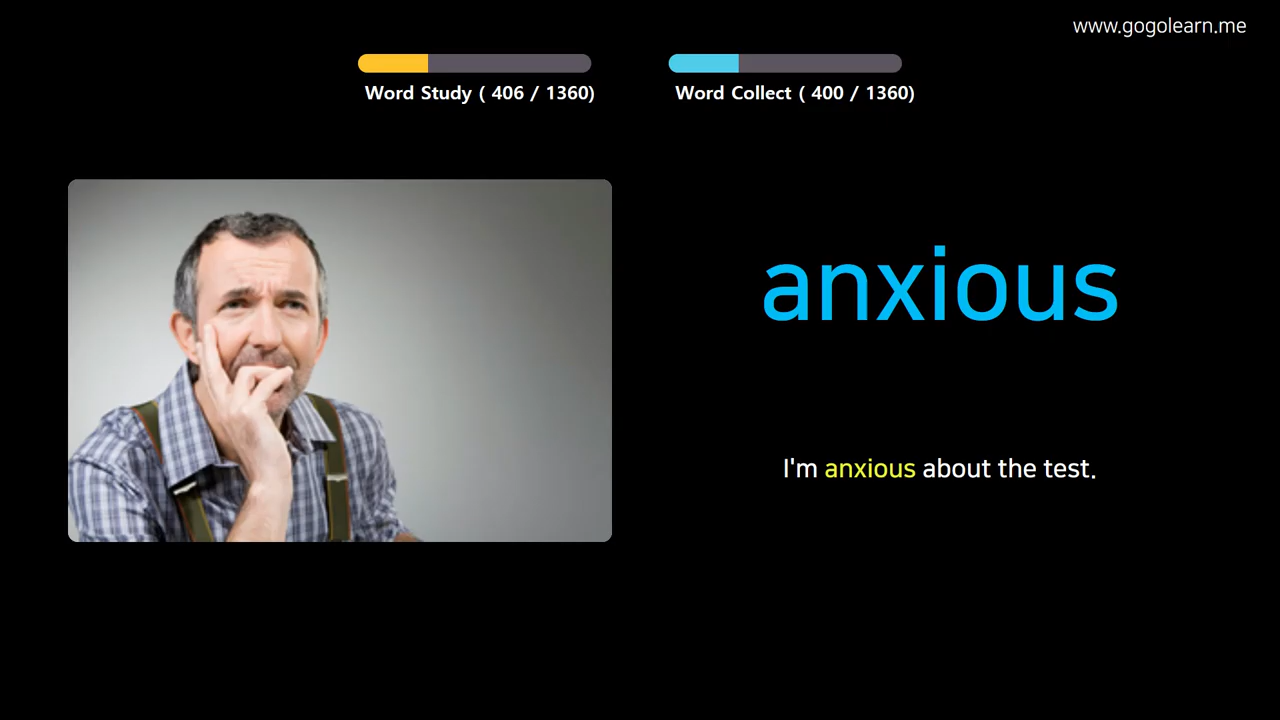 www.gogolearn.me
Word Study ( 406 / 1360)
Word Collect ( 400 / 1360)
anxious
I'm anxious about the test.